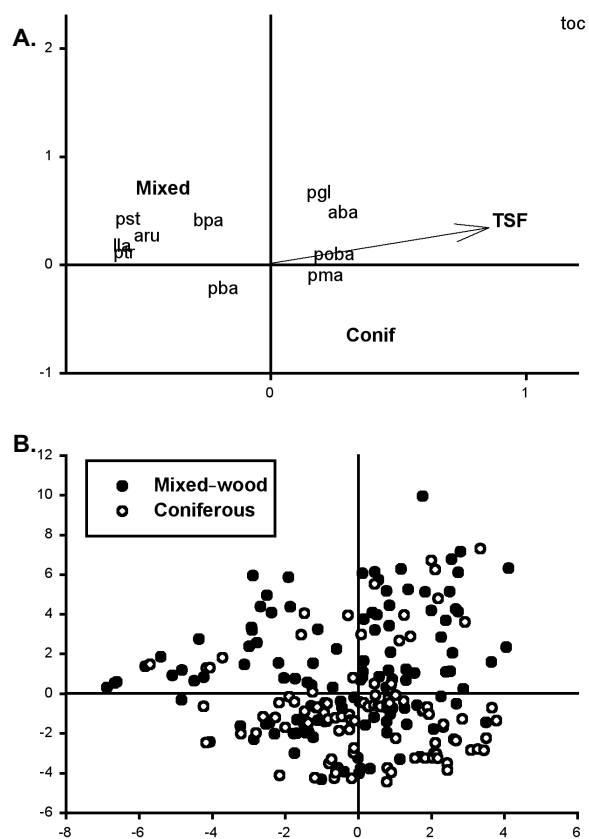 A.
toc
2
1
Mixed
pgl
aba
pst
bpa
TSF
aru
lla
ptr
poba
0
pma
pba
Conif
-1
0
1
B.
12
Mixed-wood
Coniferous
10
8
6
4
2
0
-2
-4
-6
-8 -6 -4 -2 0 2 4 6